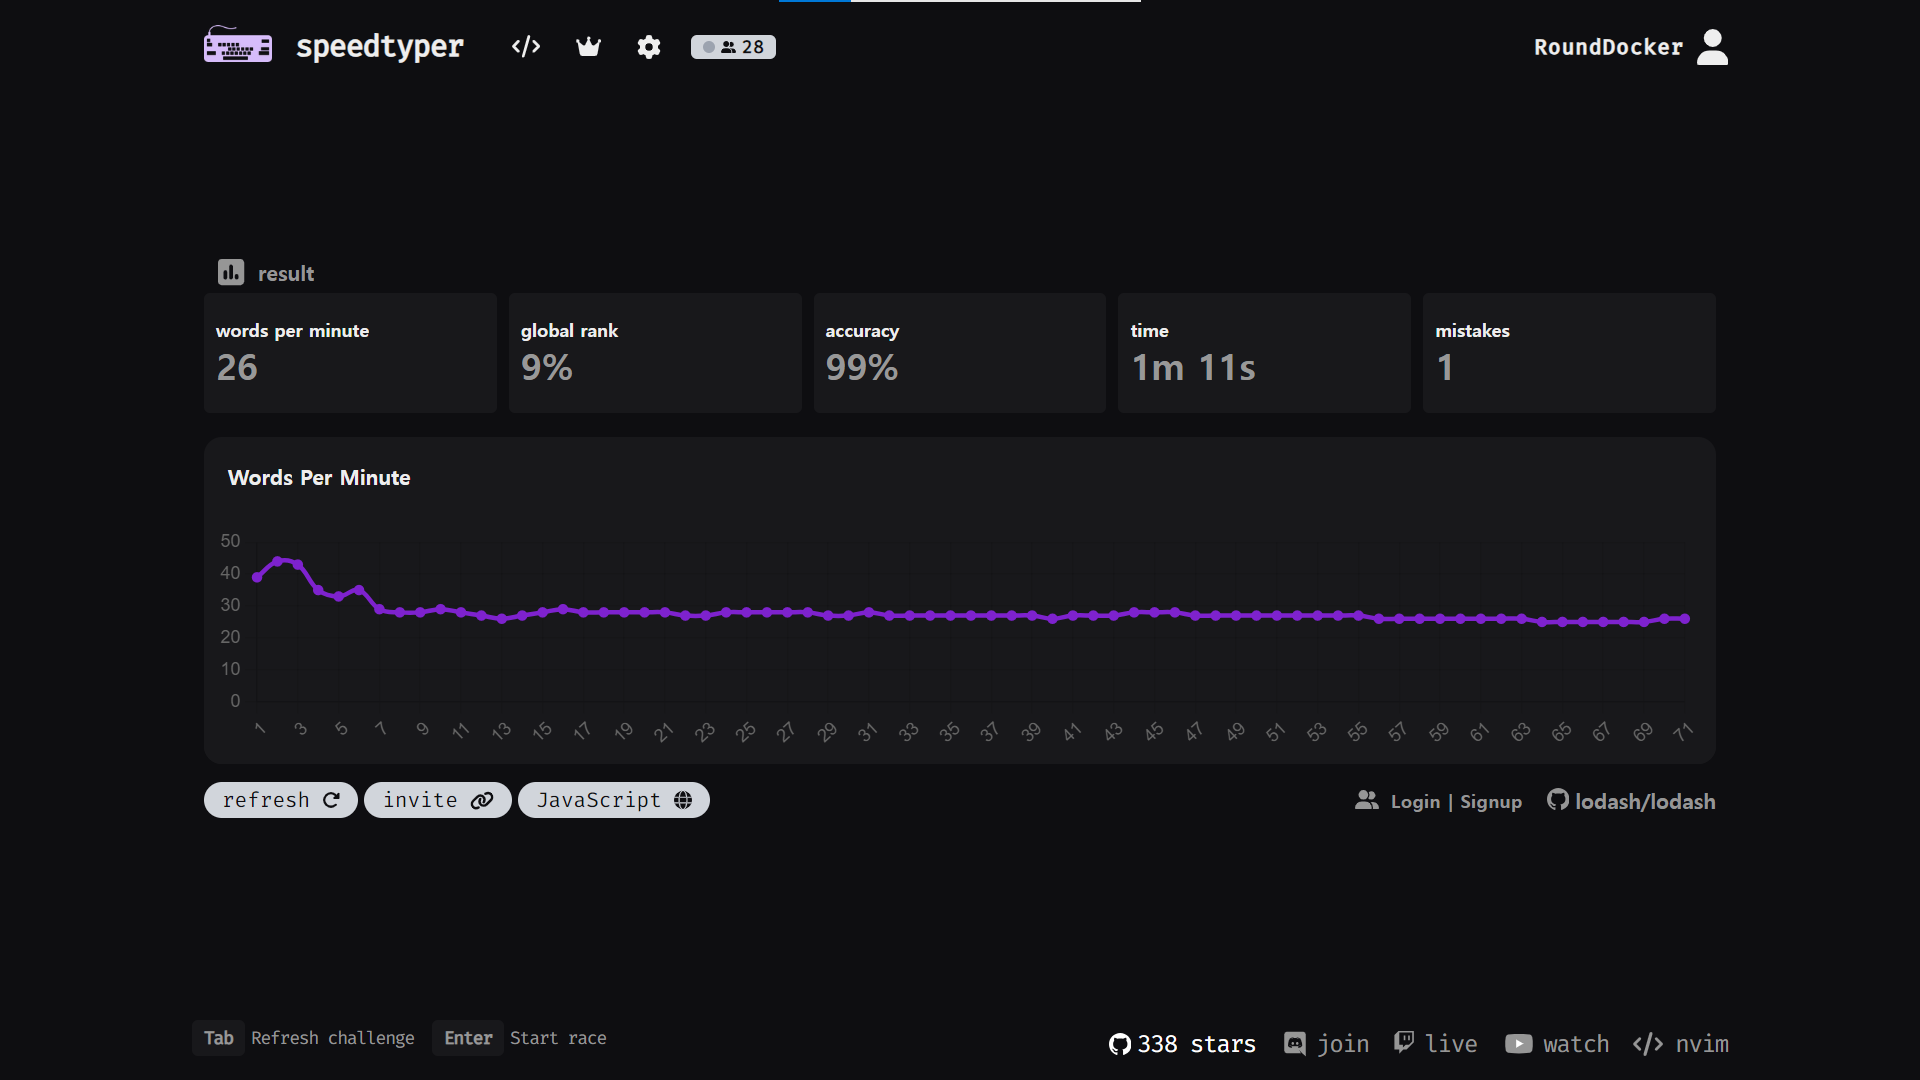 speedtyper
28
RoundDocker
result
words per minute
26
global rank
9%
accuracy
99%
time
1m 11s
mistakes
1
Words Per Minute
50
40
30
20
10
0
1 3 5 7 9 11 13 15 17 19 21 23 25 27 29 31 33 35 37 39 41 43 45 47 49 51 53 55 57 59 61 63 65 67 69 71
refresh invite JavaScript
Login | Signup lodash/lodash
Tab Refresh challenge Enter Start race
338 stars join live watch nvim